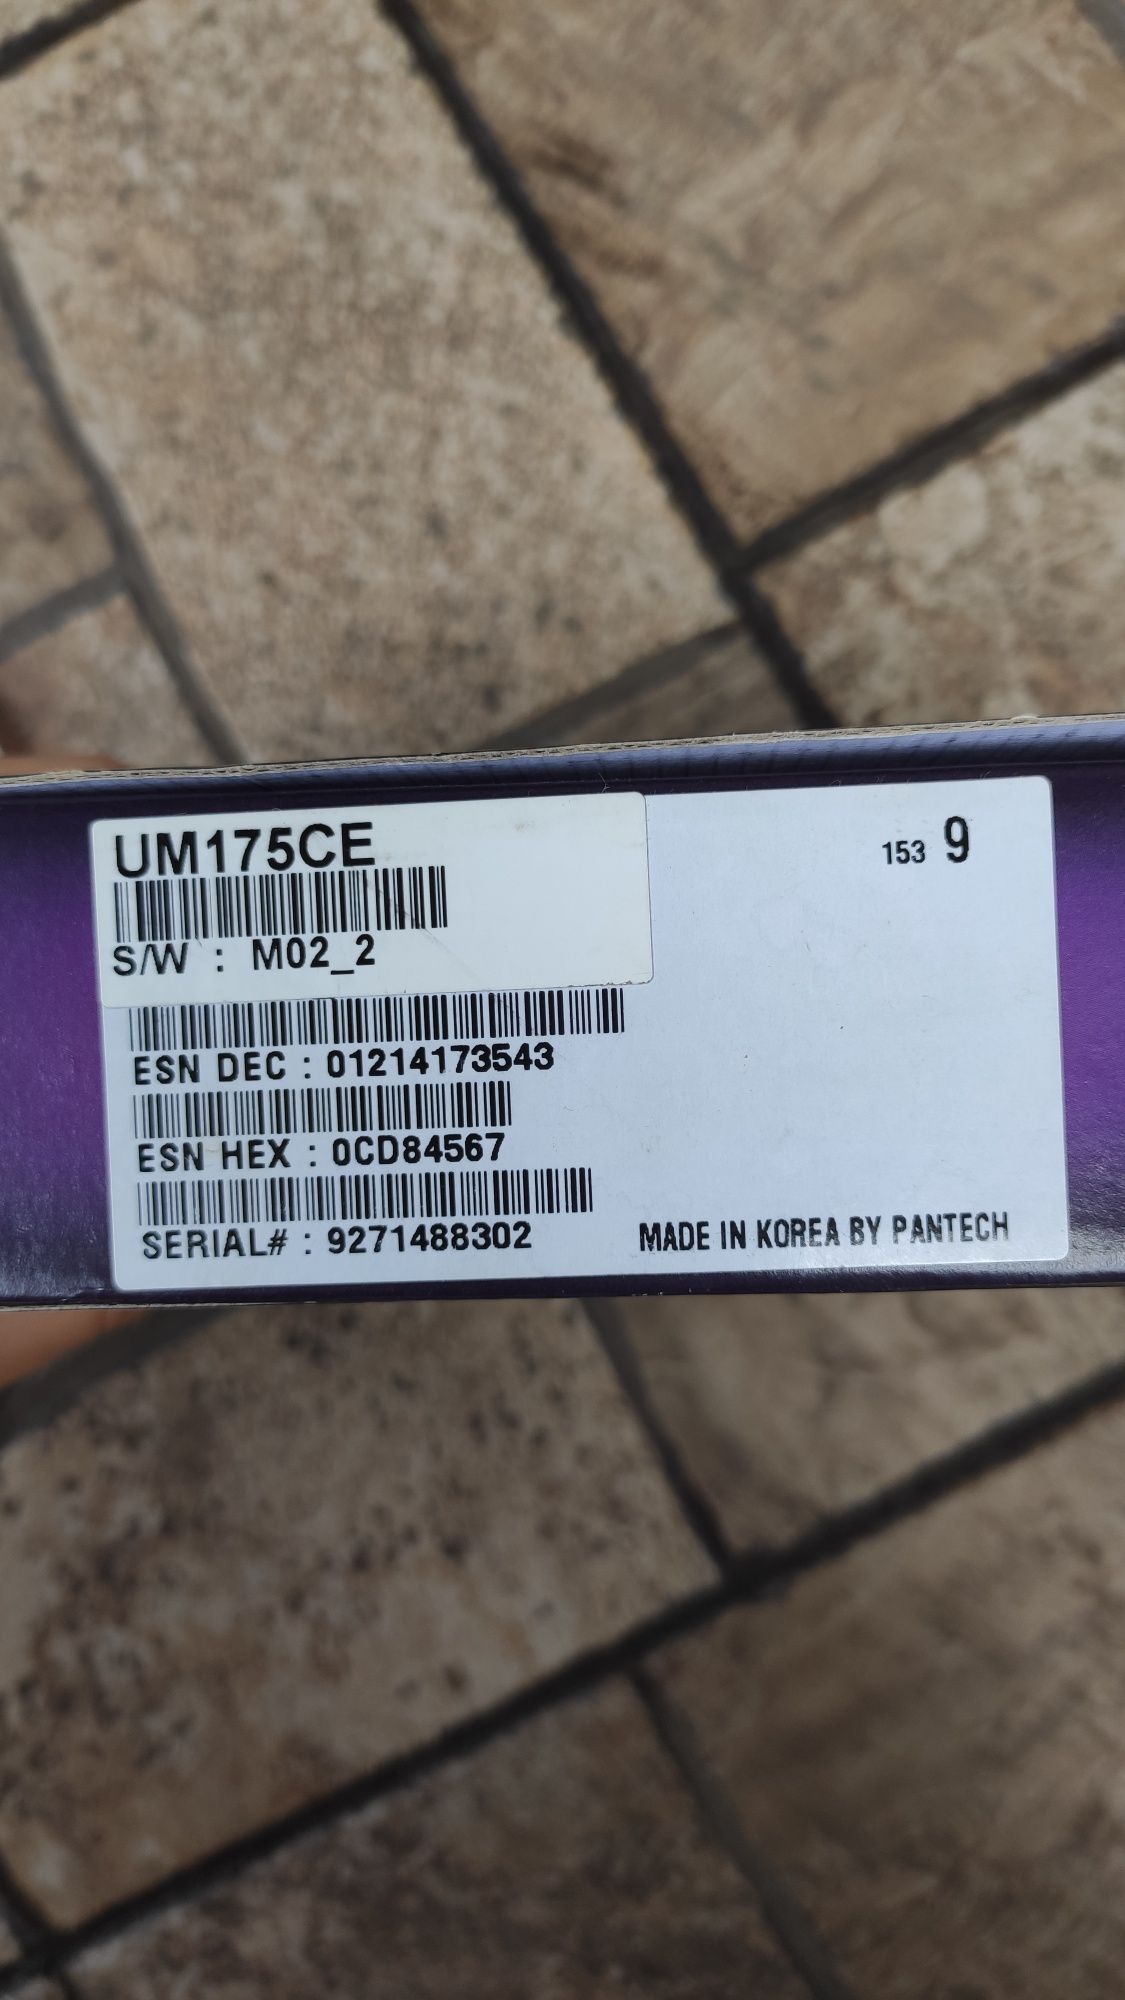 UM175CE
153 9
S/W : M02_2
ESN DEC : 01214173543
ESN HEX : 0CD84567
SERIAL# : 9271488302
MADE IN KOREA BY PANTECH